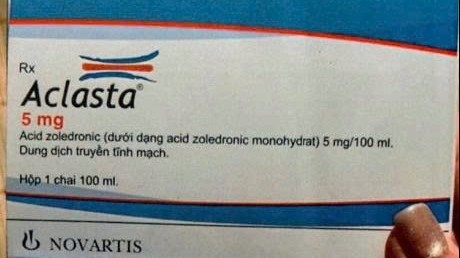 Rx
Aclasta®
5 mg
Acid zoledronic (dưới dạng acid zoledronic monohydrat) 5 mg/100 ml.
Dung dịch truyền tĩnh mạch.
Hộp 1 chai 100 ml.
NOVARTIS